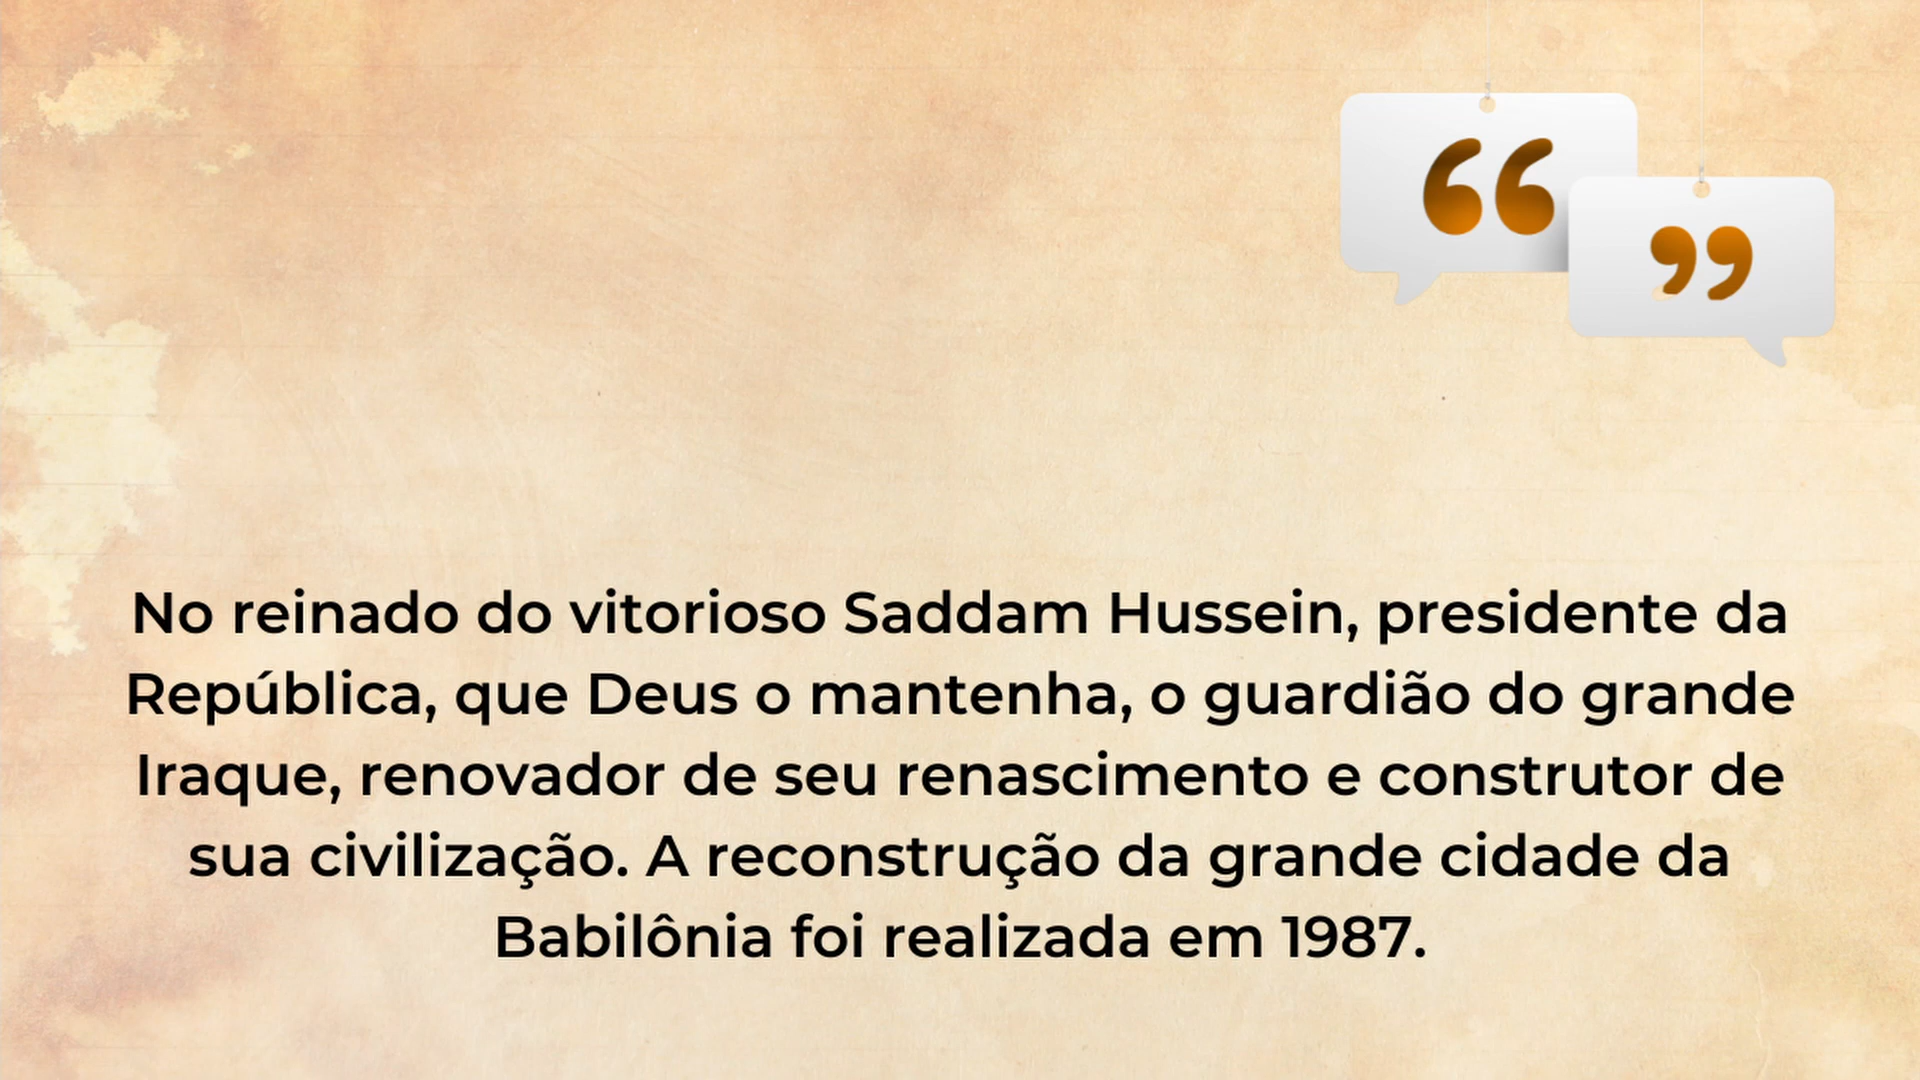 No reinado do vitorioso Saddam Hussein, presidente da
República, que Deus o mantenha, o guardião do grande
Iraque, renovador de seu renascimento e construtor de
sua civilização. A reconstrução da grande cidade da
Babilônia foi realizada em 1987.